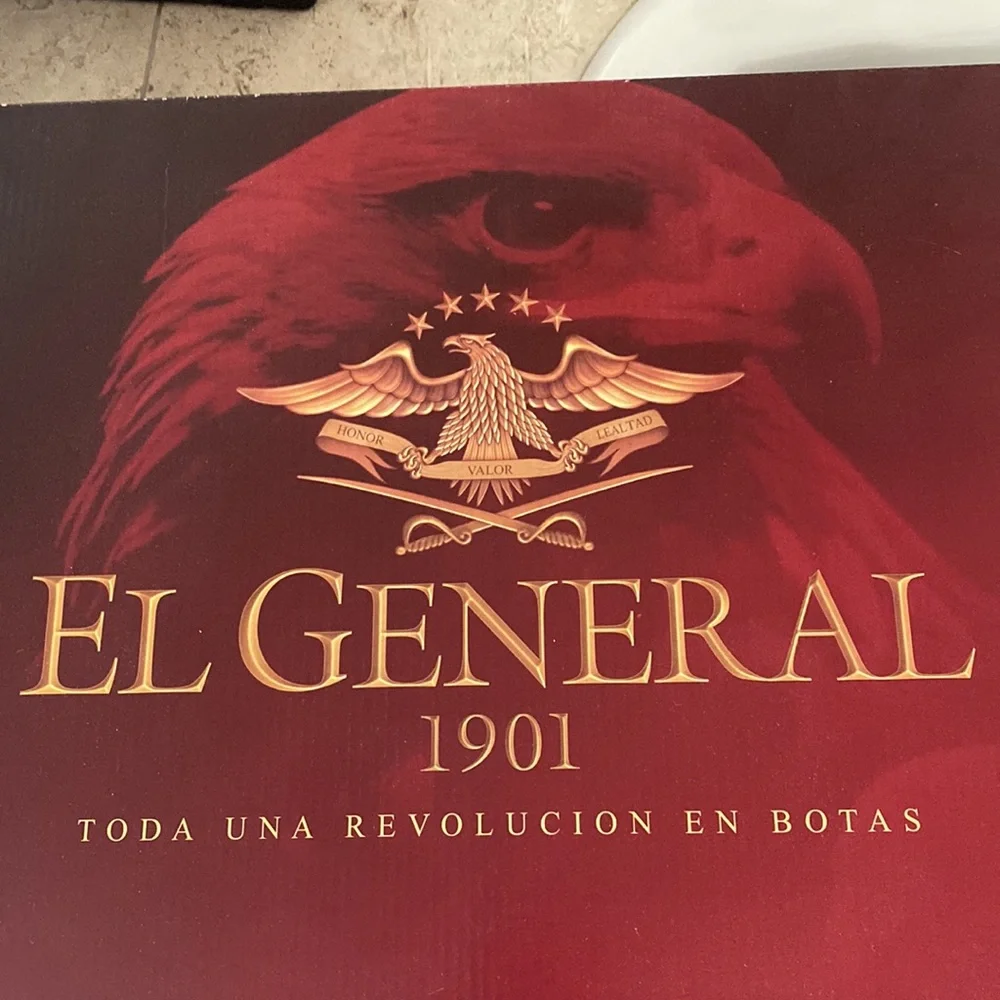 HONOR
VALOR
LEALTAD
EL GENERAL
1901
TODA UNA REVOLUCION EN BOTAS